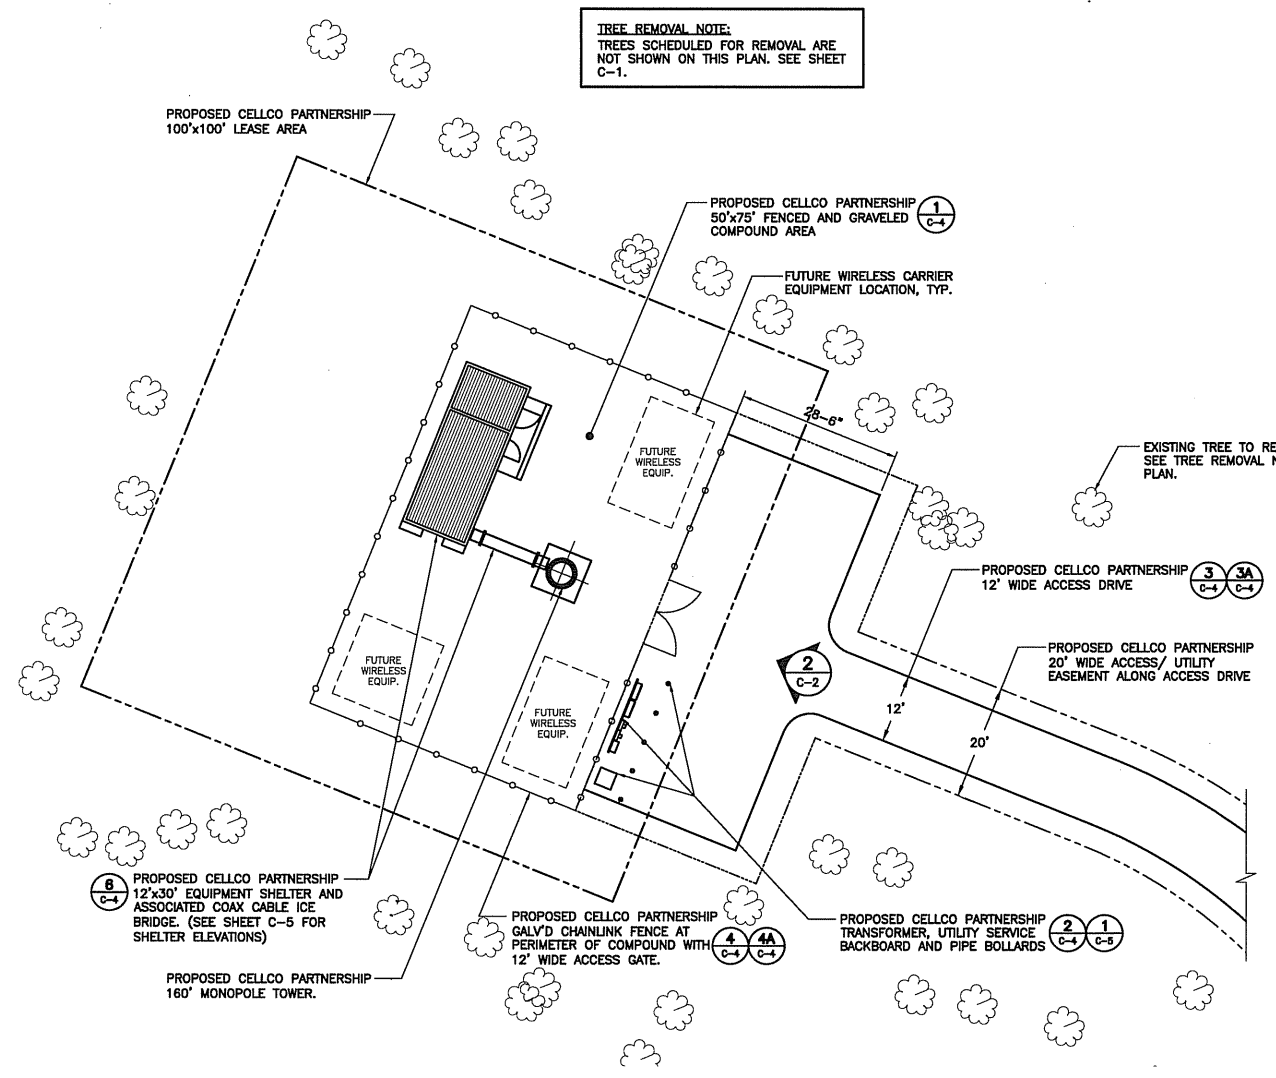 TREE REMOVAL NOTE:
TREES SCHEDULED FOR REMOVAL ARE
NOT SHOWN ON THIS PLAN. SEE SHEET
C-1.
PROPOSED CELLCO PARTNERSHIP
100'x100' LEASE AREA
PROPOSED CELLCO PARTNERSHIP
50'x75' FENCED AND GRAVELED
COMPOUND AREA
1
C-4
FUTURE WIRELESS CARRIER
EQUIPMENT LOCATION, TYP.
28-6"
FUTURE
WIRELESS
EQUIP.
EXISTING TREE TO RE
SEE TREE REMOVAL N
PLAN.
PROPOSED CELLCO PARTNERSHIP
12' WIDE ACCESS DRIVE
3
C-4
3A
C-4
PROPOSED CELLCO PARTNERSHIP
20' WIDE ACCESS/ UTILITY
EASEMENT ALONG ACCESS DRIVE
2
C-2
12'
20'
FUTURE
WIRELESS
EQUIP.
FUTURE
WIRELESS
EQUIP.
6
C-4
PROPOSED CELLCO PARTNERSHIP
12'x30' EQUIPMENT SHELTER AND
ASSOCIATED COAX CABLE ICE
BRIDGE. (SEE SHEET C-5 FOR
SHELTER ELEVATIONS)
PROPOSED CELLCO PARTNERSHIP
160' MONOPOLE TOWER.
PROPOSED CELLCO PARTNERSHIP
GALV'D CHAINLINK FENCE AT
PERIMETER OF COMPOUND WITH
12' WIDE ACCESS GATE.
4
C-4
4A
C-4
PROPOSED CELLCO PARTNERSHIP
TRANSFORMER, UTILITY SERVICE
BACKBOARD AND PIPE BOLLARDS
2
C-4
1
C-5